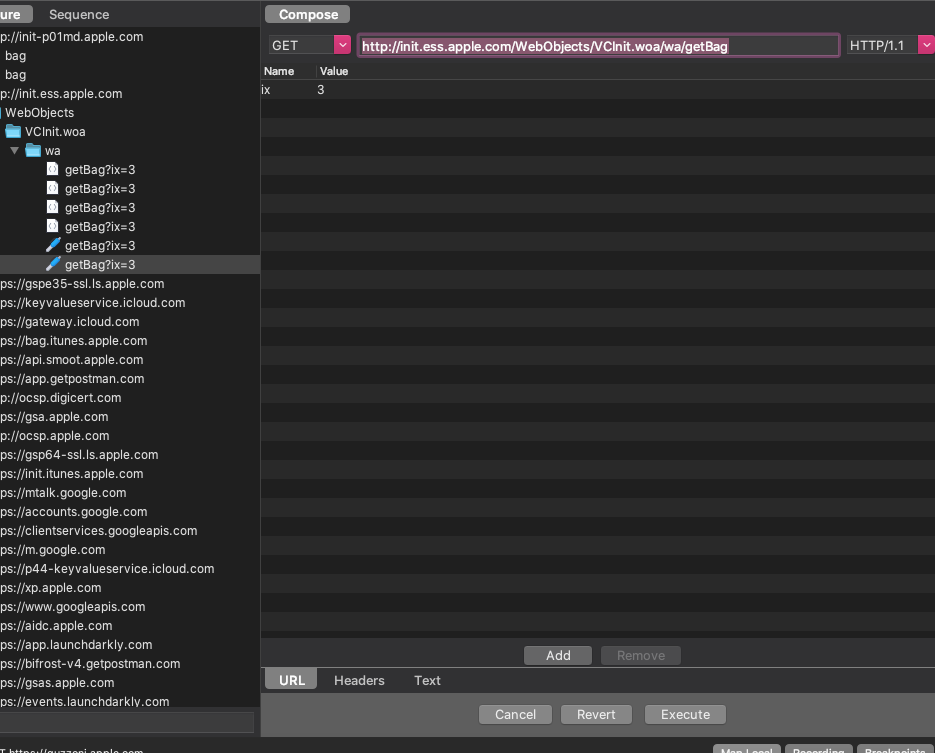 ure Sequence
p://init-p01md.apple.com
bag
bag
p://init.ess.apple.com
WebObjects
VCInit.woa
wa
getBag?ix=3
getBag?ix=3
getBag?ix=3
getBag?ix=3
getBag?ix=3
getBag?ix=3
ps://gspe35-ssl.ls.apple.com
ps://keyvalueservice.icloud.com
ps://gateway.icloud.com
ps://bag.itunes.apple.com
ps://api.smoot.apple.com
ps://app.getpostman.com
p://ocsp.digicert.com
ps://gsa.apple.com
p://ocsp.apple.com
ps://gsp64-ssl.ls.apple.com
ps://init.itunes.apple.com
ps://mtalk.google.com
ps://accounts.google.com
ps://clientservices.googleapis.com
ps://m.google.com
ps://p44-keyvalueservice.icloud.com
ps://xp.apple.com
ps://www.googleapis.com
ps://aidc.apple.com
ps://app.launchdarkly.com
ps://bifrost-v4.getpostman.com
ps://gsas.apple.com
ps://events.launchdarkly.com
T https://guzzoni.apple.com
Compose
GET http://init.ess.apple.com/WebObjects/VCInit.woa/wa/getBag HTTP/1.1
Name Value
ix 3
Add Remove
URL Headers Text
Cancel Revert Execute
Map Local Recording Breakpoints